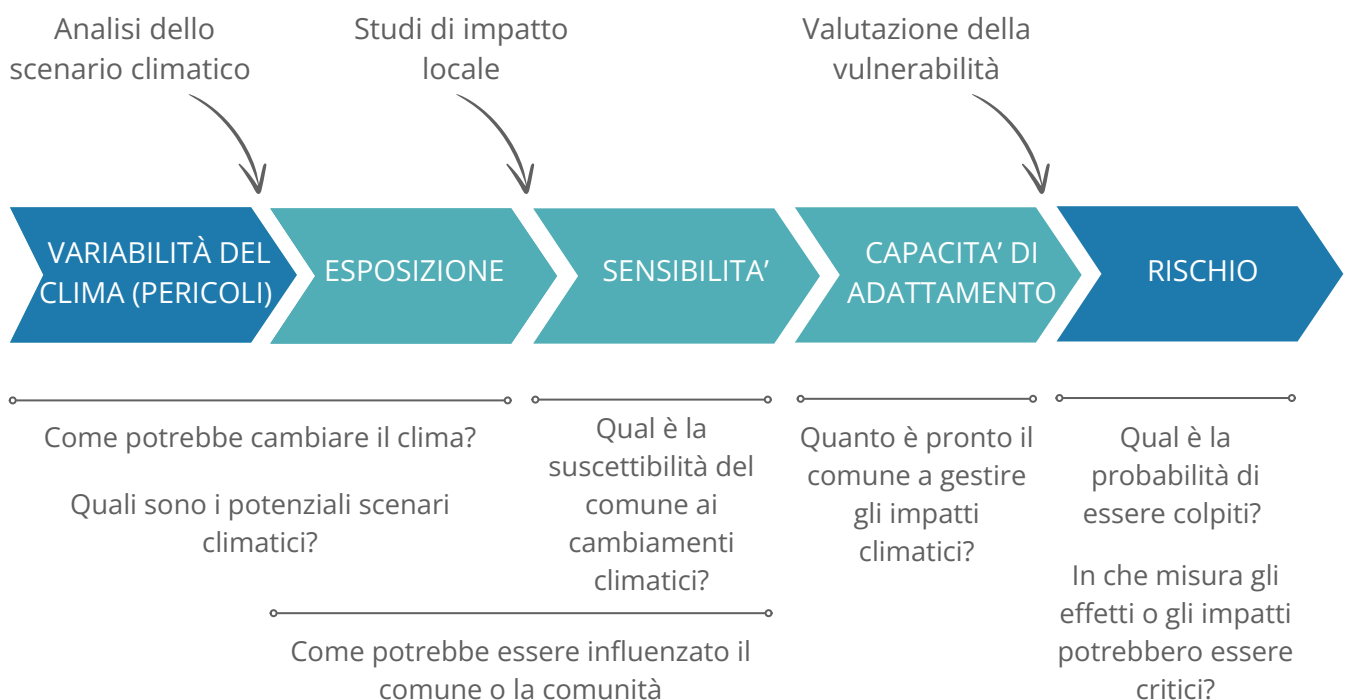 Analisi dello
scenario climatico
Studi di impatto
locale
Valutazione della
vulnerabilità
VARIABILITÀ DEL
CLIMA (PERICOLI)
ESPOSIZIONE
SENSIBILITA’
CAPACITA’ DI
ADATTAMENTO
RISCHIO
Come potrebbe cambiare il clima?
Quali sono i potenziali scenari
climatici?
Qual è la
suscettibilità del
comune ai
cambiamenti
climatici?
Come potrebbe essere influenzato il
comune o la comunità
Quanto è pronto il
comune a gestire
gli impatti
climatici?
Qual è la
probabilità di
essere colpiti?
In che misura gli
effetti o gli impatti
potrebbero essere
critici?